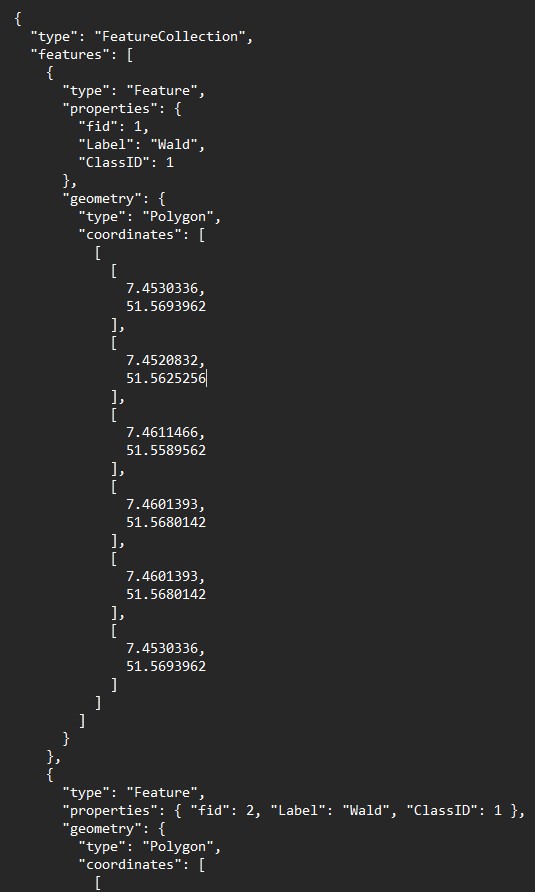 {
"type": "FeatureCollection",
"features": [
{
"type": "Feature",
"properties": {
"fid": 1,
"Label": "Wald",
"ClassID": 1
},
"geometry": {
"type": "Polygon",
"coordinates": [
[
[
7.4530336,
51.5693962
],
[
7.4520832,
51.5625256
],
[
7.4611466,
51.5589562
],
[
7.4601393,
51.5680142
],
[
7.4601393,
51.5680142
],
[
7.4530336,
51.5693962
]
]
]
}
},
{
"type": "Feature",
"properties": { "fid": 2, "Label": "Wald", "ClassID": 1 },
"geometry": {
"type": "Polygon",
"coordinates": [
[